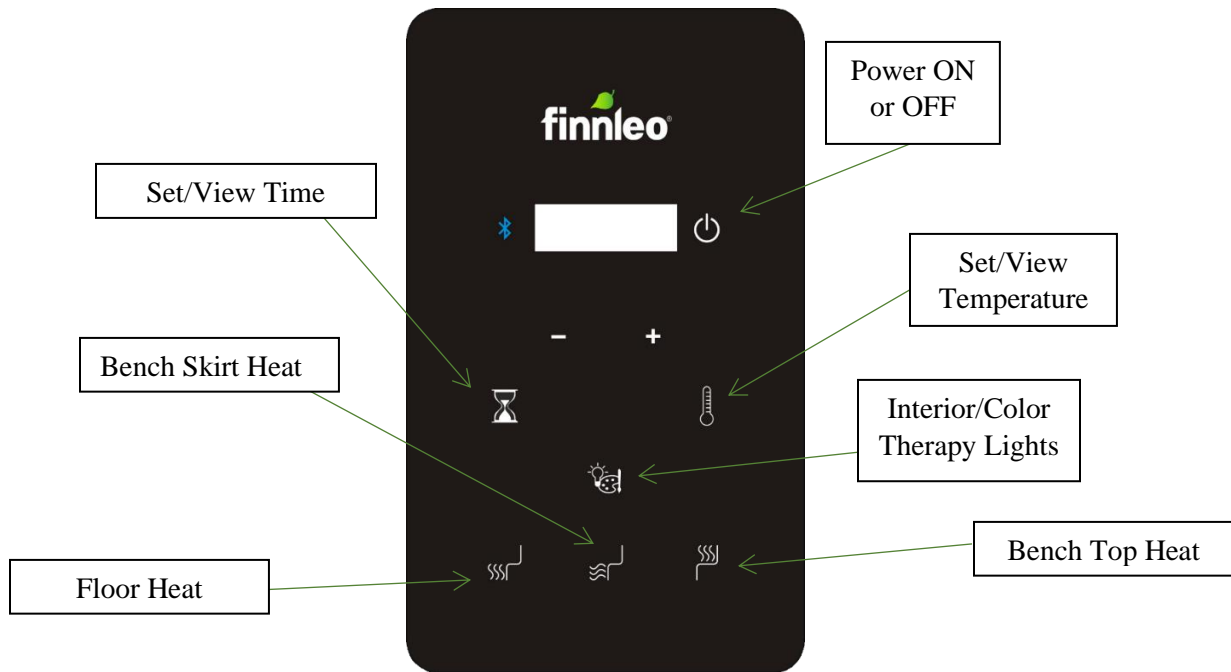 Power ON
or OFF
finnleo®
Set/View Time
Set/View
Temperature
− +
Bench Skirt Heat
Interior/Color
Therapy Lights
Bench Top Heat
Floor Heat